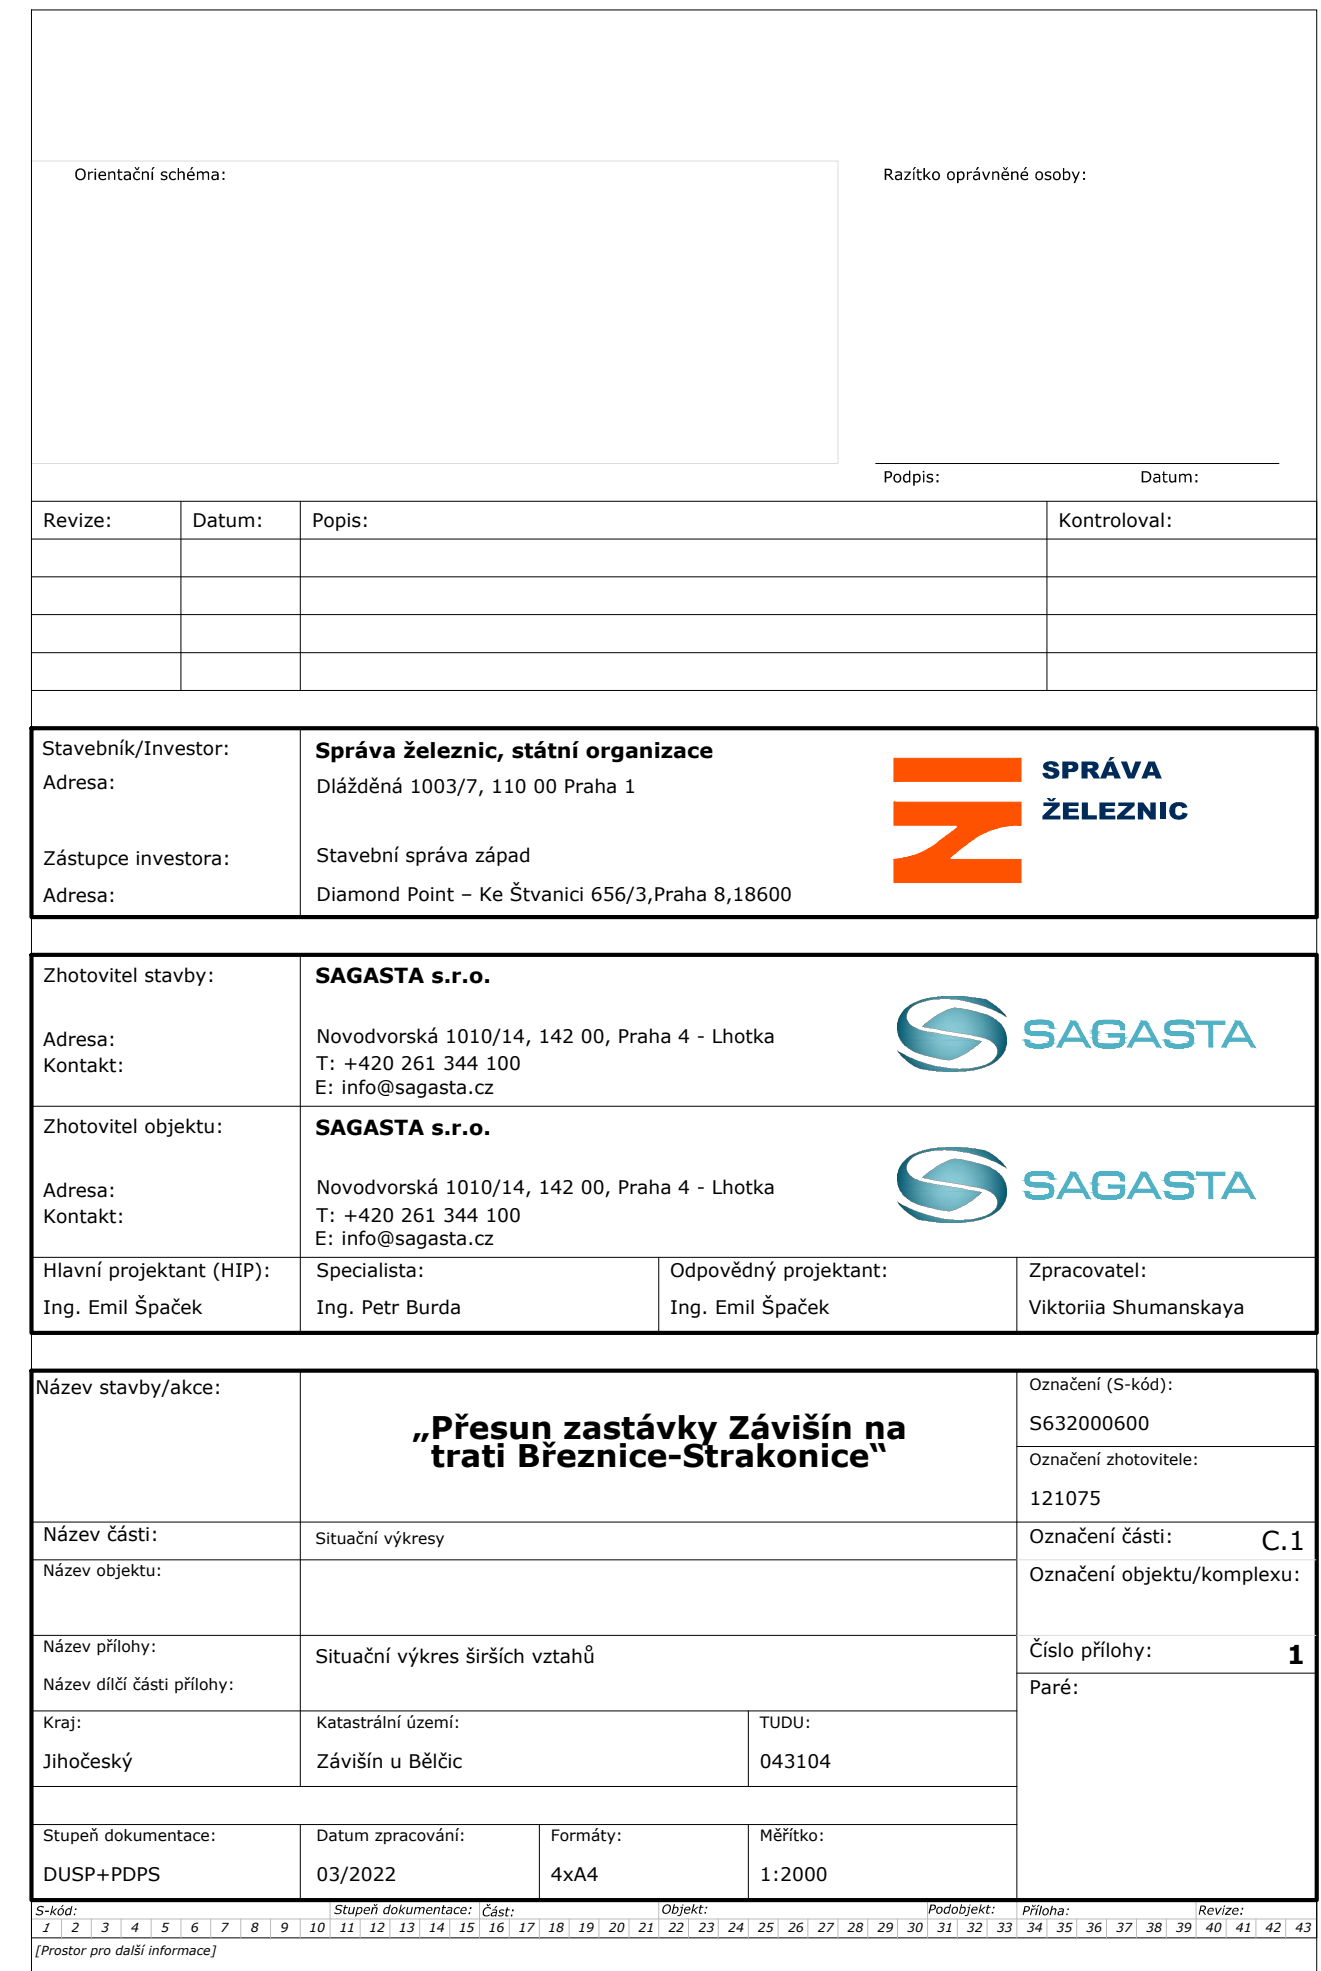 Orientační schéma: Razítko oprávněné osoby:
Podpis: Datum:
Revize: Datum: Popis: Kontroloval:
Stavebník/Investor: Správa železnic, státní organizace
Adresa: Dlážděná 1003/7, 110 00 Praha 1
SPRÁVA
ŽELEZNIC
Zástupce investora: Stavební správa západ
Adresa: Diamond Point – Ke Štvanici 656/3,Praha 8,18600
Zhotovitel stavby: SAGASTA s.r.o.
Adresa: Novodvorská 1010/14, 142 00, Praha 4 - Lhotka
SAGASTA
Kontakt: T: +420 261 344 100
E: info@sagasta.cz
Zhotovitel objektu: SAGASTA s.r.o.
Adresa: Novodvorská 1010/14, 142 00, Praha 4 - Lhotka
SAGASTA
Kontakt: T: +420 261 344 100
E: info@sagasta.cz
Hlavní projektant (HIP): Specialista: Odpovědný projektant: Zpracovatel:
Ing. Emil Špaček Ing. Petr Burda Ing. Emil Špaček Viktoriia Shumanskaya
Název stavby/akce: Označení (S-kód):
„Přesun zastávky Závišín na
trati Březnice-Strakonice“
S632000600
Označení zhotovitele:
121075
Název části: Situační výkresy Označení části: C.1
Název objektu: Označení objektu/komplexu:
Název přílohy: Situační výkres širších vztahů Číslo přílohy: 1
Název dílčí části přílohy: Paré:
Kraj: Katastrální území: TUDU:
Jihočeský Závišín u Bělčic 043104
Stupeň dokumentace: Datum zpracování: Formáty: Měřítko:
DUSP+PDPS 03/2022 4xA4 1:2000
S-kód: Stupeň dokumentace: Část: Objekt: Podobjekt: Příloha: Revize:
1 2 3 4 5 6 7 8 9 10 11 12 13 14 15 16 17 18 19 20 21 22 23 24 25 26 27 28 29 30 31 32 33 34 35 36 37 38 39 40 41 42 43
[Prostor pro další informace]